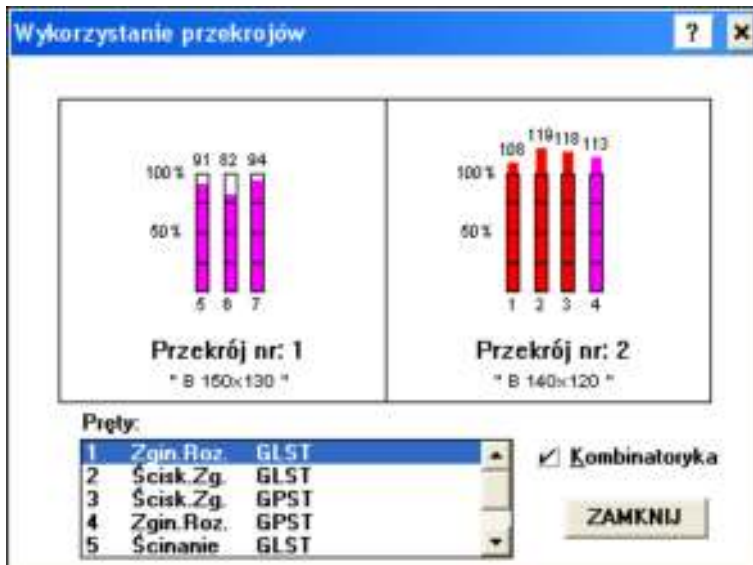 Wykorzystanie przekrojów ?
91 82 94
100%
50%
5 6 7
Przekrój nr: 1
" B 150x130 "
108 119 118 113
100%
50%
1 2 3 4
Przekrój nr: 2
" B 140x120 "
Pręty:
1 Zgin.Roz. GLST
2 Ścisk.Zg. GLST
3 Ścisk.Zg. GPST
4 Zgin.Roz. GPST
5 Ścinanie GLST
Kombinatoryka
ZAMKNIJ